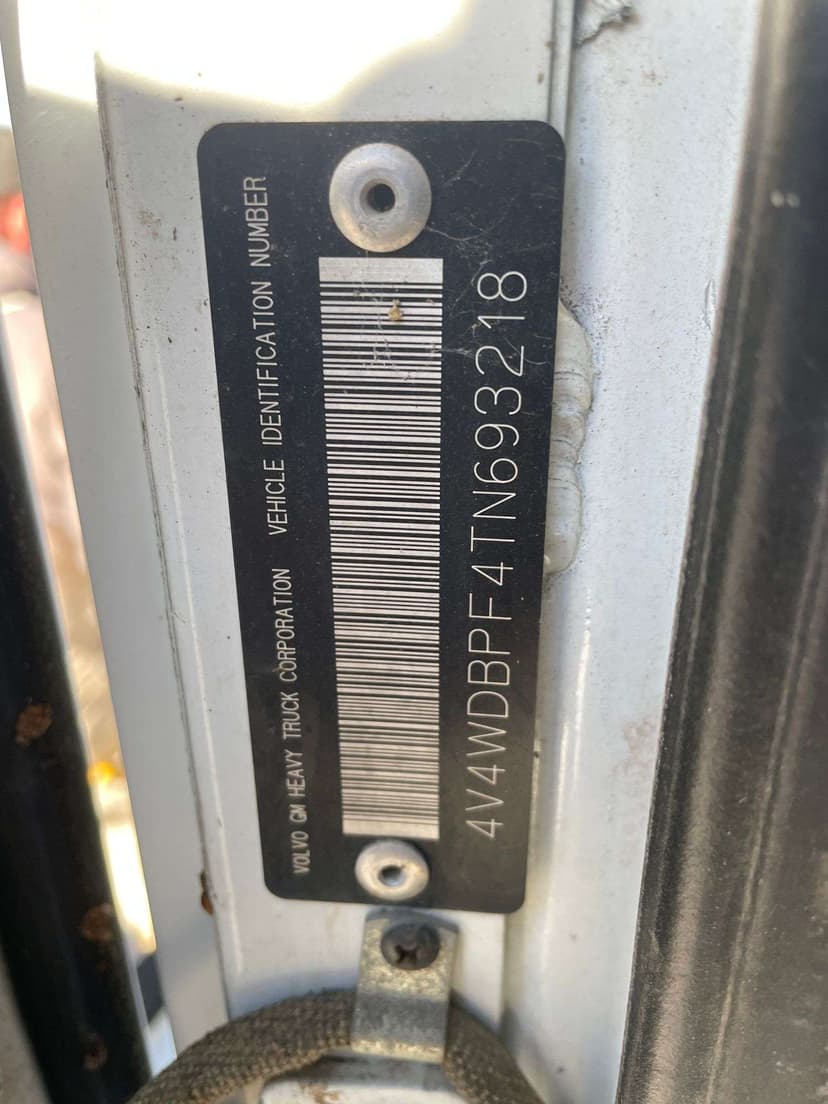 VOLVO GM HEAVY TRUCK CORPORATION VEHICLE IDENTIFICATION NUMBER
4V4WDBPF4TN693218